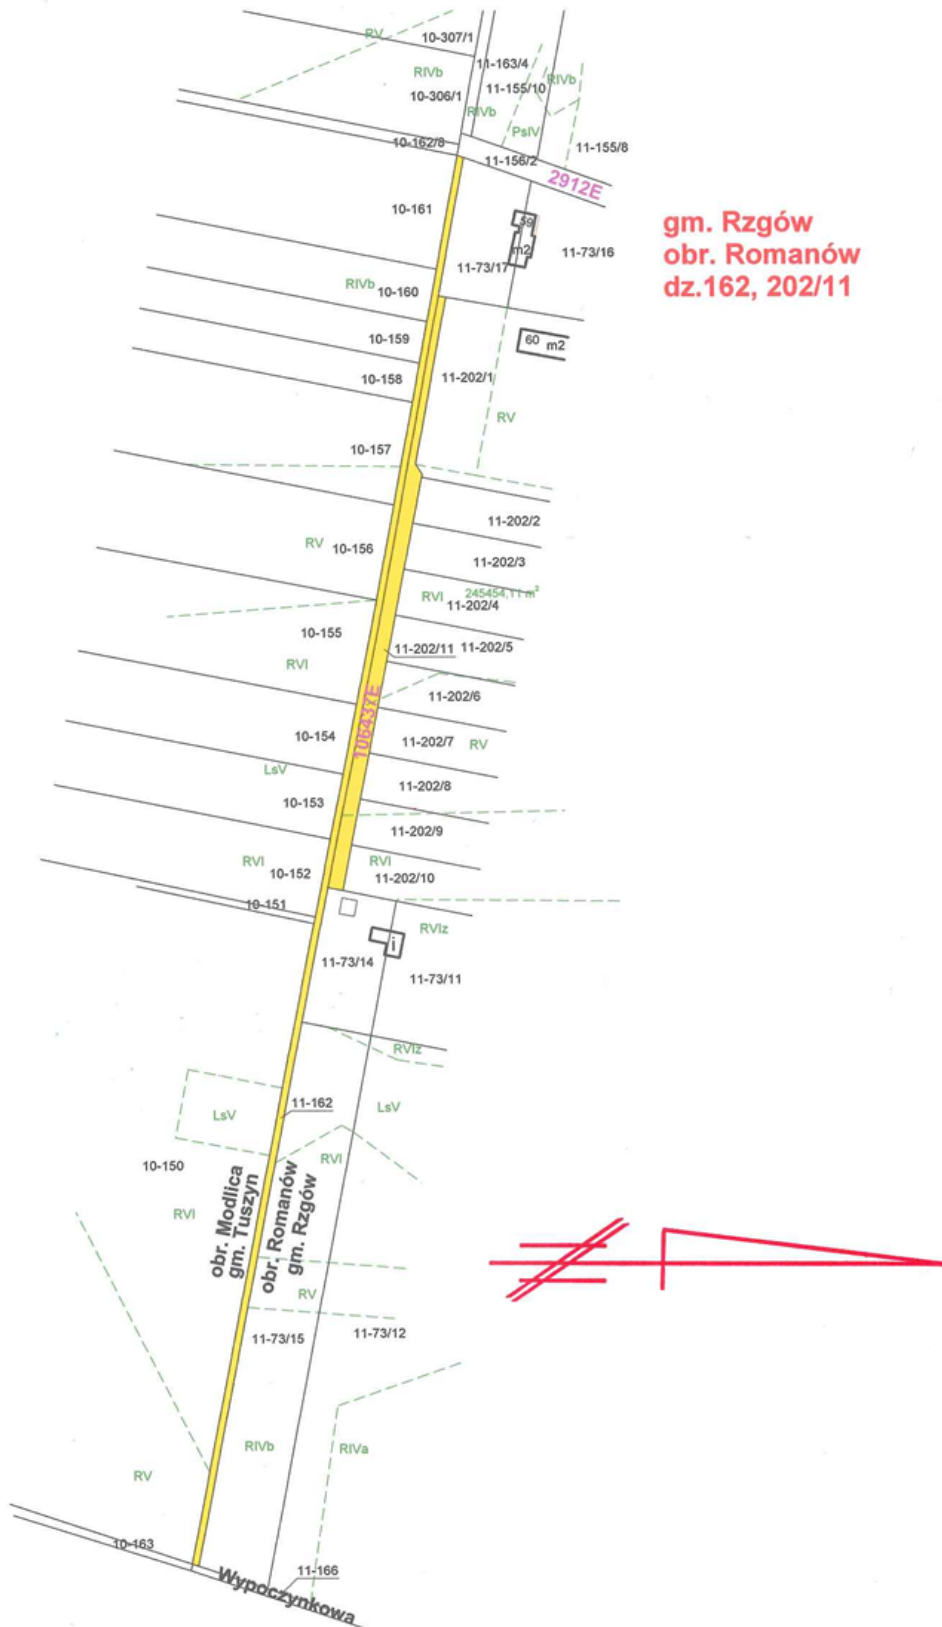 RV
10-307/1
11-163/4
RIVb
RIVb
11-155/10
10-306/1
RIVb
PsIV
10-162/8
11-155/8
11-156/2
2912E
10-161
59
m2
11-73/16
11-73/17
gm. Rzgów
obr. Romanów
dz.162, 202/11
RIVb
10-160
10-159
60 m2
10-158
11-202/1
RV
10-157
11-202/2
RV
10-156
11-202/3
245454,11 m²
RVI
11-202/4
10-155
11-202/11
11-202/5
RVI
11-202/6
106437E
10-154
11-202/7
RV
LsV
11-202/8
10-153
11-202/9
RVI
RVI
10-152
11-202/10
10-151
RVIz
i
11-73/14
11-73/11
RVIz
11-162
LsV
LsV
10-150
RVI
RVI
obr. Modlica
gm. Tuszyn
obr. Romanów
gm. Rzgów
RV
11-73/15
11-73/12
RIVb
RIVa
RV
10-163
11-166
Wypoczynkowa